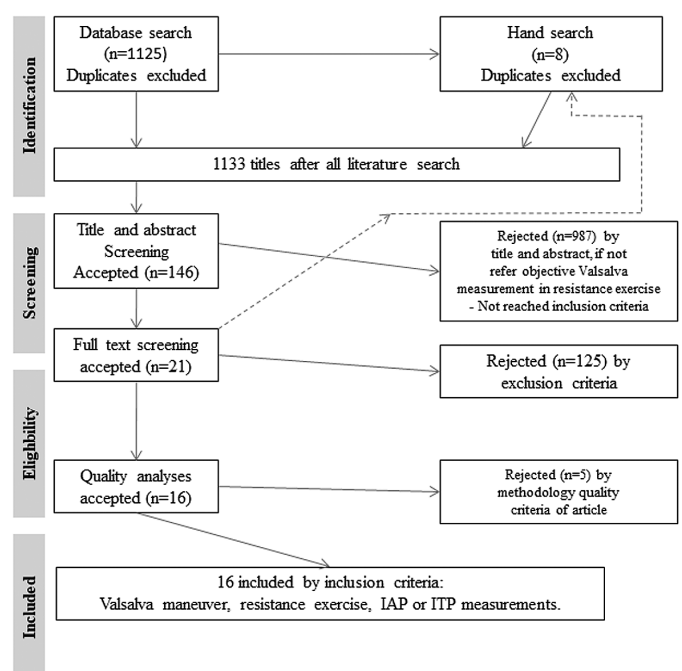 Identification
Database search
(n=1125)
Duplicates excluded
Hand search
(n=8)
Duplicates excluded
1133 titles after all literature search
Screening
Title and abstract
Screening
Accepted (n=146)
Rejected (n=987) by
title and abstract, if not
refer objective Valsalva
measurement in resistance exercise
- Not reached inclusion criteria
Full text screening
accepted (n=21)
Rejected (n=125) by
exclusion criteria
Elighbility
Quality analyses
accepted (n=16)
Rejected (n=5) by
methodology quality
criteria of article
Included
16 included by inclusion criteria:
Valsalva maneuver, resistance exercise, IAP or ITP measurements.